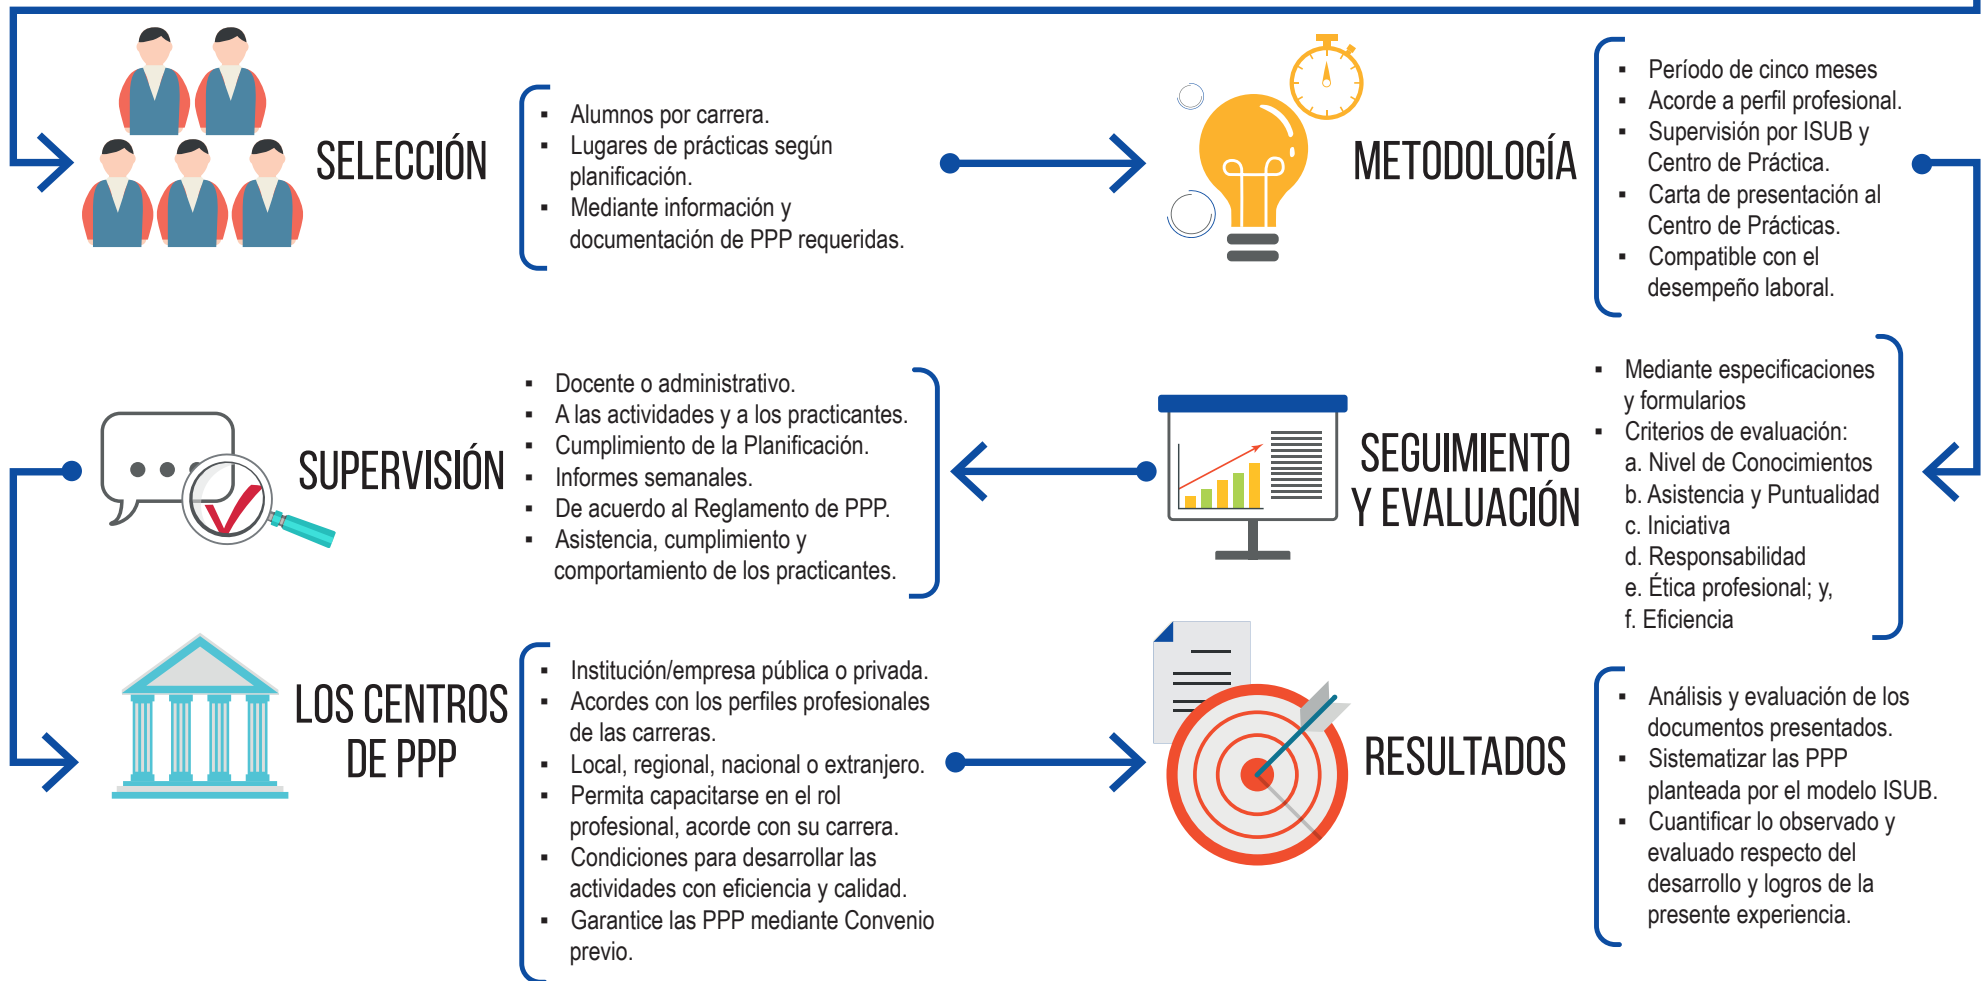 SELECCIÓN
▪ Alumnos por carrera.
▪ Lugares de prácticas según
planificación.
▪ Mediante información y
documentación de PPP requeridas.
METODOLOGÍA
▪ Período de cinco meses
▪ Acorde a perfil profesional.
▪ Supervisión por ISUB y
Centro de Práctica.
▪ Carta de presentación al
Centro de Prácticas.
▪ Compatible con el
desempeño laboral.
SEGUIMIENTO
Y EVALUACIÓN
▪ Mediante especificaciones
y formularios
▪ Criterios de evaluación:
a. Nivel de Conocimientos
b. Asistencia y Puntualidad
c. Iniciativa
d. Responsabilidad
e. Ética profesional; y,
f. Eficiencia
SUPERVISIÓN
▪ Docente o administrativo.
▪ A las actividades y a los practicantes.
▪ Cumplimiento de la Planificación.
▪ Informes semanales.
▪ De acuerdo al Reglamento de PPP.
▪ Asistencia, cumplimiento y
comportamiento de los practicantes.
LOS CENTROS
DE PPP
▪ Institución/empresa pública o privada.
▪ Acordes con los perfiles profesionales
de las carreras.
▪ Local, regional, nacional o extranjero.
▪ Permita capacitarse en el rol
profesional, acorde con su carrera.
▪ Condiciones para desarrollar las
actividades con eficiencia y calidad.
▪ Garantice las PPP mediante Convenio
previo.
RESULTADOS
▪ Análisis y evaluación de los
documentos presentados.
▪ Sistematizar las PPP
planteada por el modelo ISUB.
▪ Cuantificar lo observado y
evaluado respecto del
desarrollo y logros de la
presente experiencia.